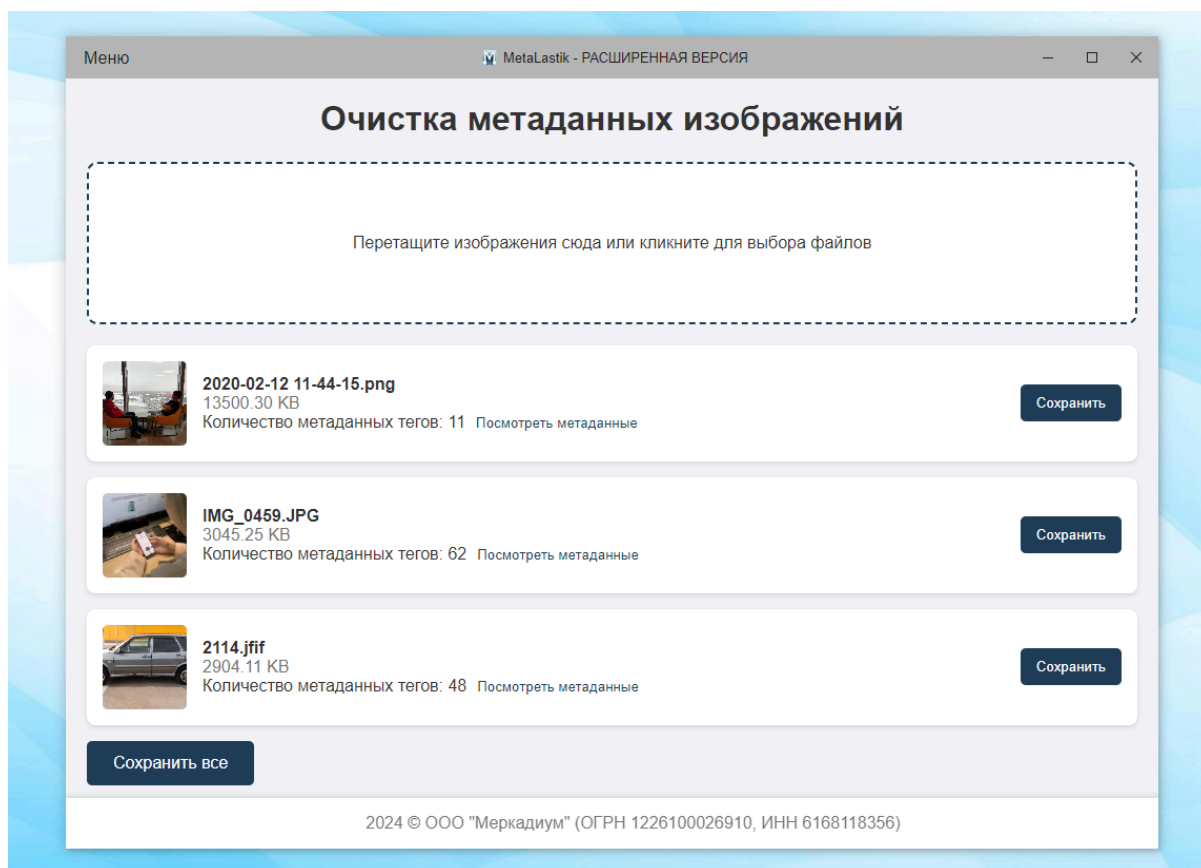 Меню
MetaLastik - РАСШИРЕННАЯ ВЕРСИЯ
Очистка метаданных изображений
Перетащите изображения сюда или кликните для выбора файлов
2020-02-12 11-44-15.png
13500.30 KB
Количество метаданных тегов: 11 Посмотреть метаданные
Сохранить
IMG_0459.JPG
3045.25 KB
Количество метаданных тегов: 62 Посмотреть метаданные
Сохранить
2114.jfif
2904.11 KB
Количество метаданных тегов: 48 Посмотреть метаданные
Сохранить
Сохранить все
2024 © ООО "Меркадиум" (ОГРН 1226100026910, ИНН 6168118356)